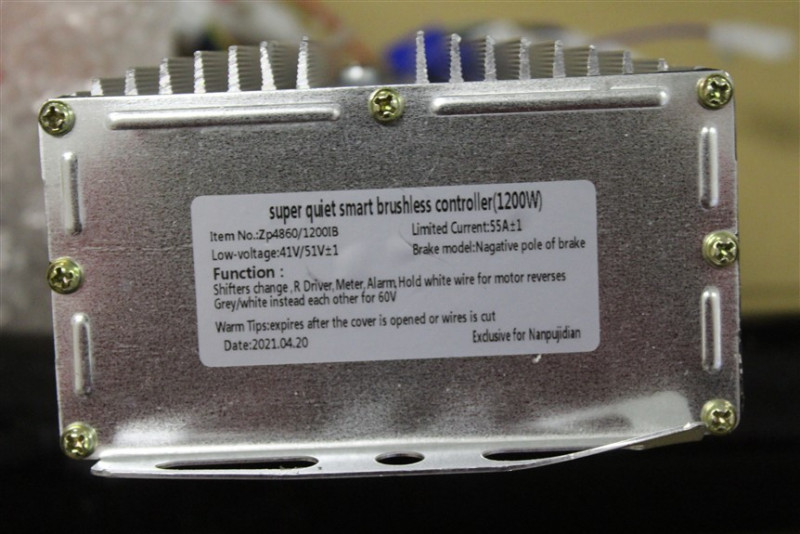 super quiet smart brushless controller(1200W)
Item No.:Zp4860/1200IB Limited Current:55A±1
Low-voltage:41V/51V±1 Brake model:Nagative pole of brake
Function :
Shifters change ,R Driver, Meter, Alarm, Hold white wire for motor reverses
Grey/white instead each other for 60V
Warm Tips:expires after the cover is opened or wires is cut
Date:2021.04.20 Exclusive for Nanpujidian